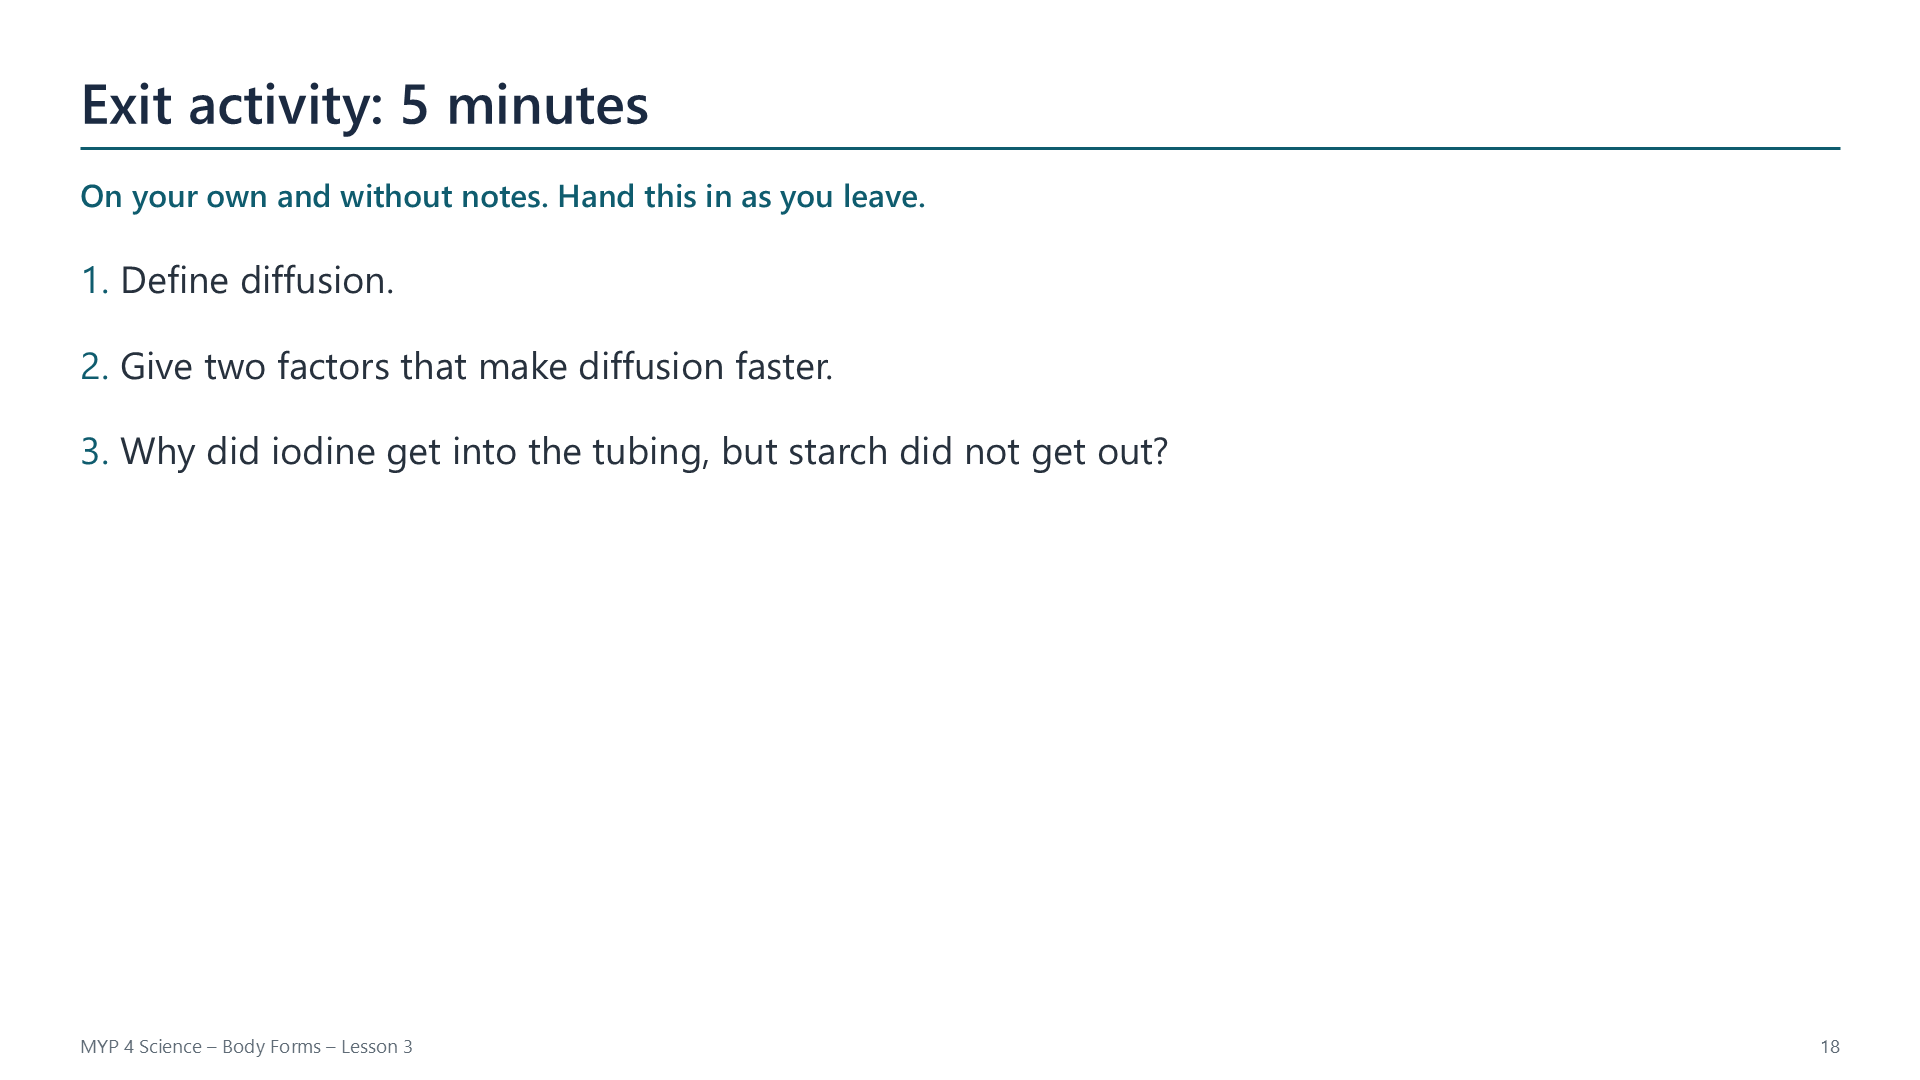 Exit activity: 5 minutes
On your own and without notes. Hand this in as you leave.
1. Define diffusion.
2. Give two factors that make diffusion faster.
3. Why did iodine get into the tubing, but starch did not get out?
MYP 4 Science – Body Forms – Lesson 3
18